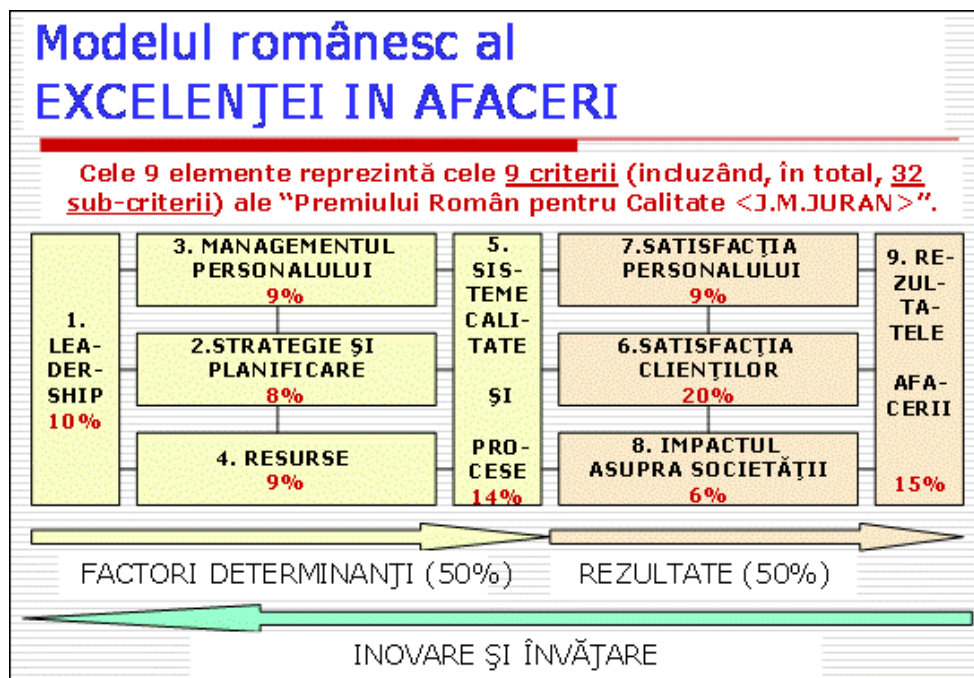 Modelul românesc al
EXCELENŢEI IN AFACERI
Cele 9 elemente reprezintă cele 9 criterii (incluzând, în total, 32
sub-criterii) ale “Premiului Român pentru Calitate <J.M.JURAN>”.
1.
LEA-
DER-
SHIP
10%
3. MANAGEMENTUL
PERSONALULUI
9%
2.STRATEGIE ŞI
PLANIFICARE
8%
4. RESURSE
9%
5.
SIS-
TEME
CALI-
TATE
ŞI
PRO-
CESE
14%
7.SATISFACŢIA
PERSONALULUI
9%
6.SATISFACŢIA
CLIENŢILOR
20%
8. IMPACTUL
ASUPRA SOCIETĂŢII
6%
9. RE-
ZUL-
TA-
TELE
AFA-
CERII
15%
FACTORI DETERMINANŢI (50%)
REZULTATE (50%)
INOVARE ŞI ÎNVĂŢARE